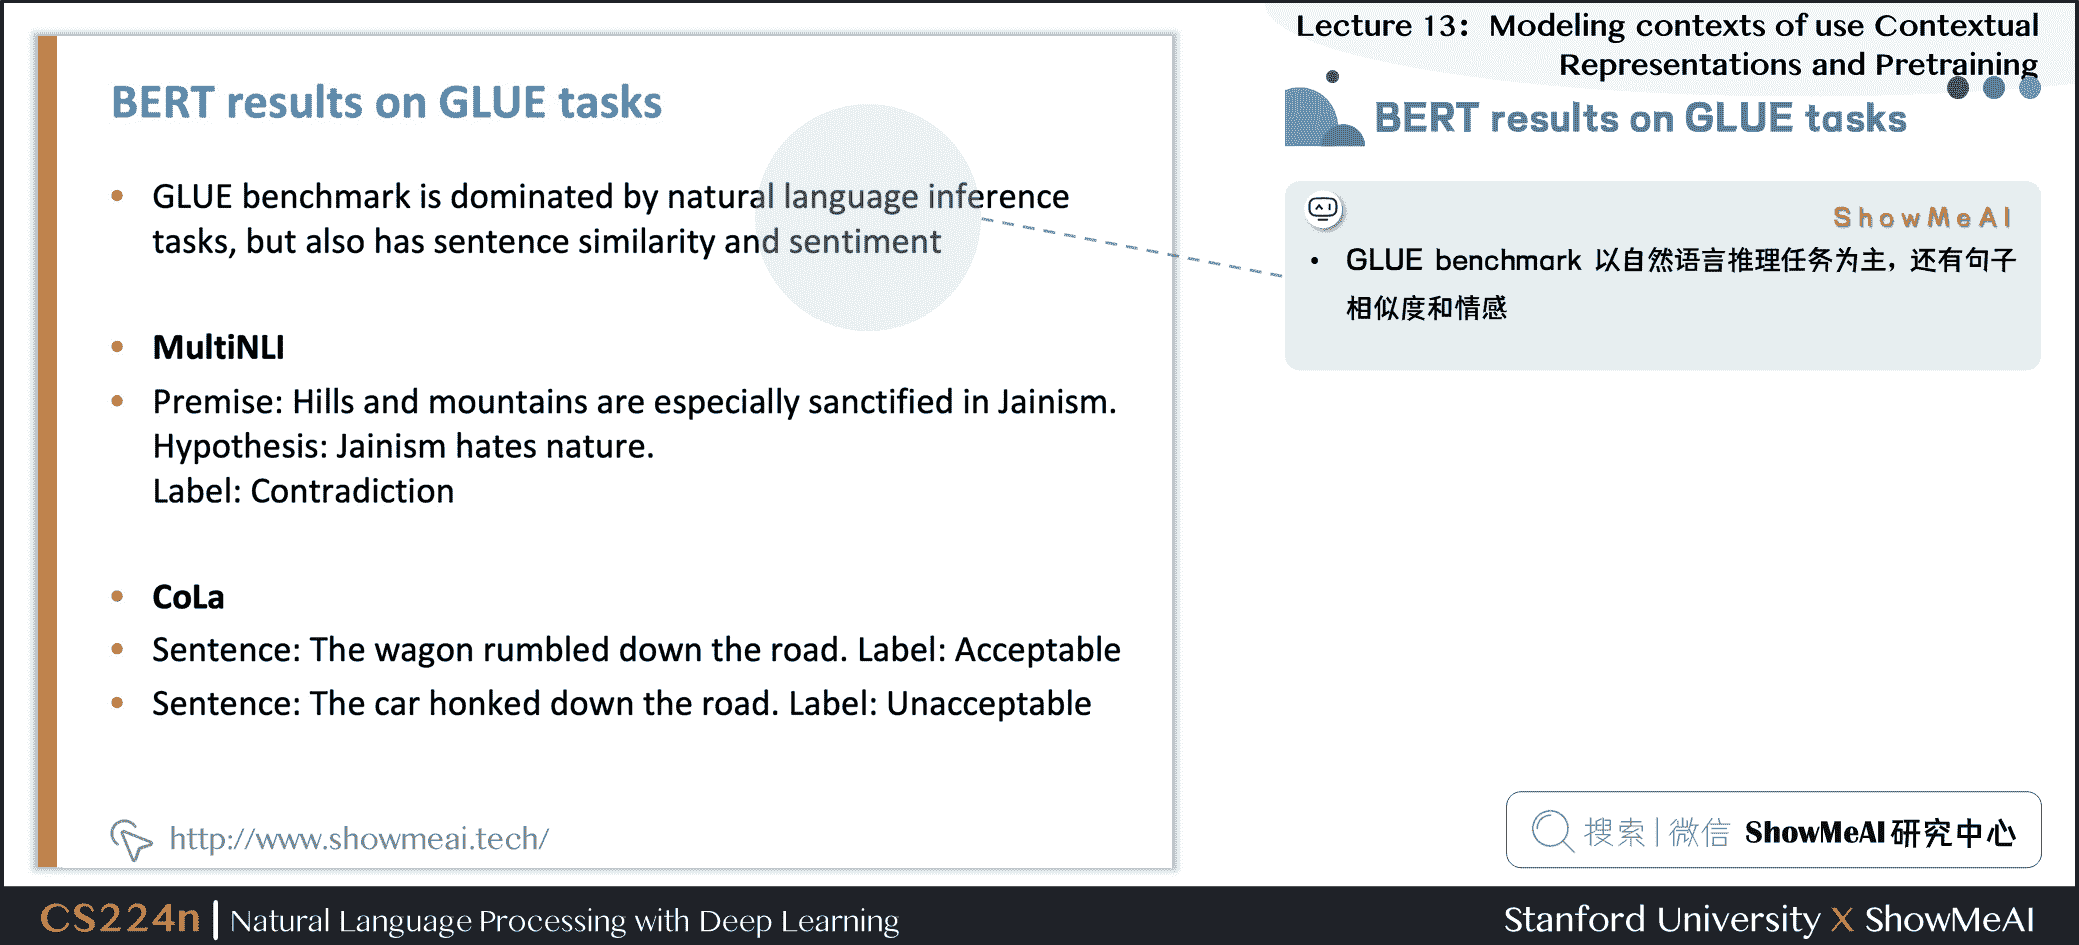 Lecture 13：Modeling contexts of use Contextual
Representations and Pretraining
BERT results on GLUE tasks
GLUE benchmark is dominated by natural language inference
tasks, but also has sentence similarity and sentiment
MultiNLI
Premise: Hills and mountains are especially sanctified in Jainism.
Hypothesis: Jainism hates nature.
Label: Contradiction
CoLa
Sentence: The wagon rumbled down the road. Label: Acceptable
Sentence: The car honked down the road. Label: Unacceptable
http://www.showmeai.tech/
BERT results on GLUE tasks
ShowMeAI
GLUE benchmark 以自然语言推理任务为主，还有句子
相似度和情感
搜索|微信 ShowMeAI研究中心
CS224n | Natural Language Processing with Deep Learning
Stanford University X ShowMeAI